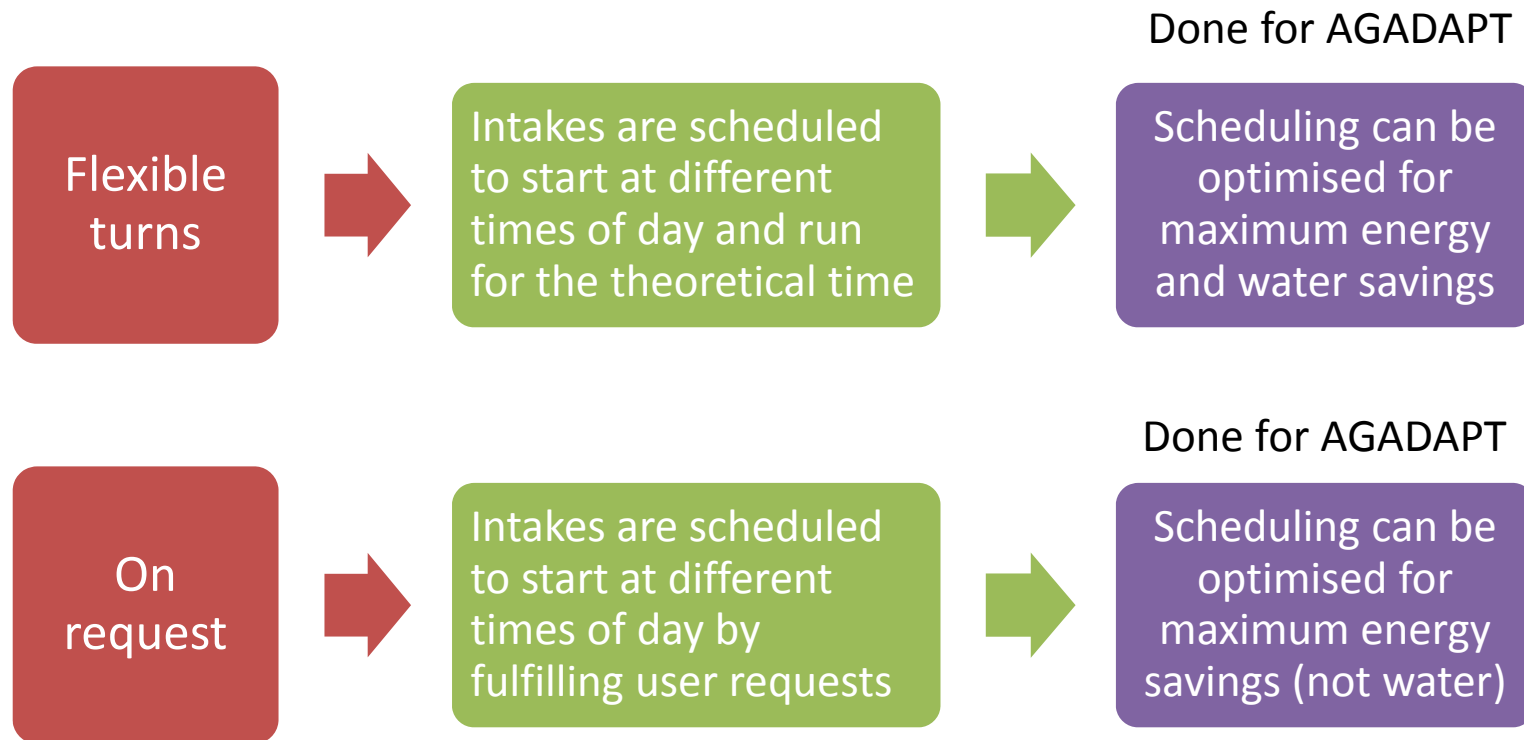 Done for AGADAPT
Flexible
turns
Intakes are scheduled
to start at different
times of day and run
for the theoretical time
Scheduling can be
optimised for
maximum energy
and water savings
Done for AGADAPT
On
request
Intakes are scheduled
to start at different
times of day by
fulfilling user requests
Scheduling can be
optimised for
maximum energy
savings (not water)